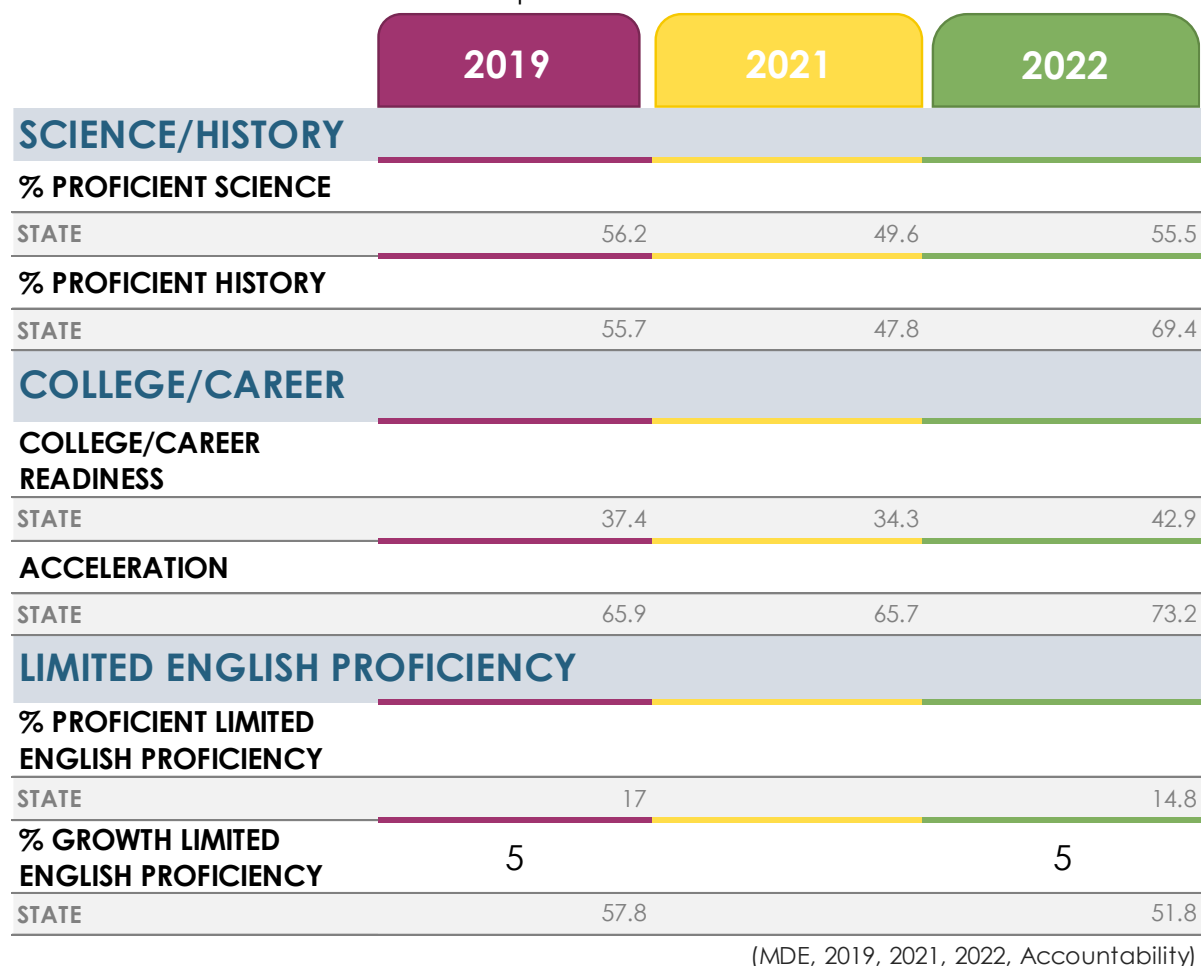 2019 2021 2022
SCIENCE/HISTORY
% PROFICIENT SCIENCE
STATE 56.2 49.6 55.5
% PROFICIENT HISTORY
STATE 55.7 47.8 69.4
COLLEGE/CAREER
COLLEGE/CAREER
READINESS
STATE 37.4 34.3 42.9
ACCELERATION
STATE 65.9 65.7 73.2
LIMITED ENGLISH PROFICIENCY
% PROFICIENT LIMITED
ENGLISH PROFICIENCY
STATE 17 14.8
% GROWTH LIMITED
ENGLISH PROFICIENCY 5 5
STATE 57.8 51.8
(MDE, 2019, 2021, 2022, Accountability)